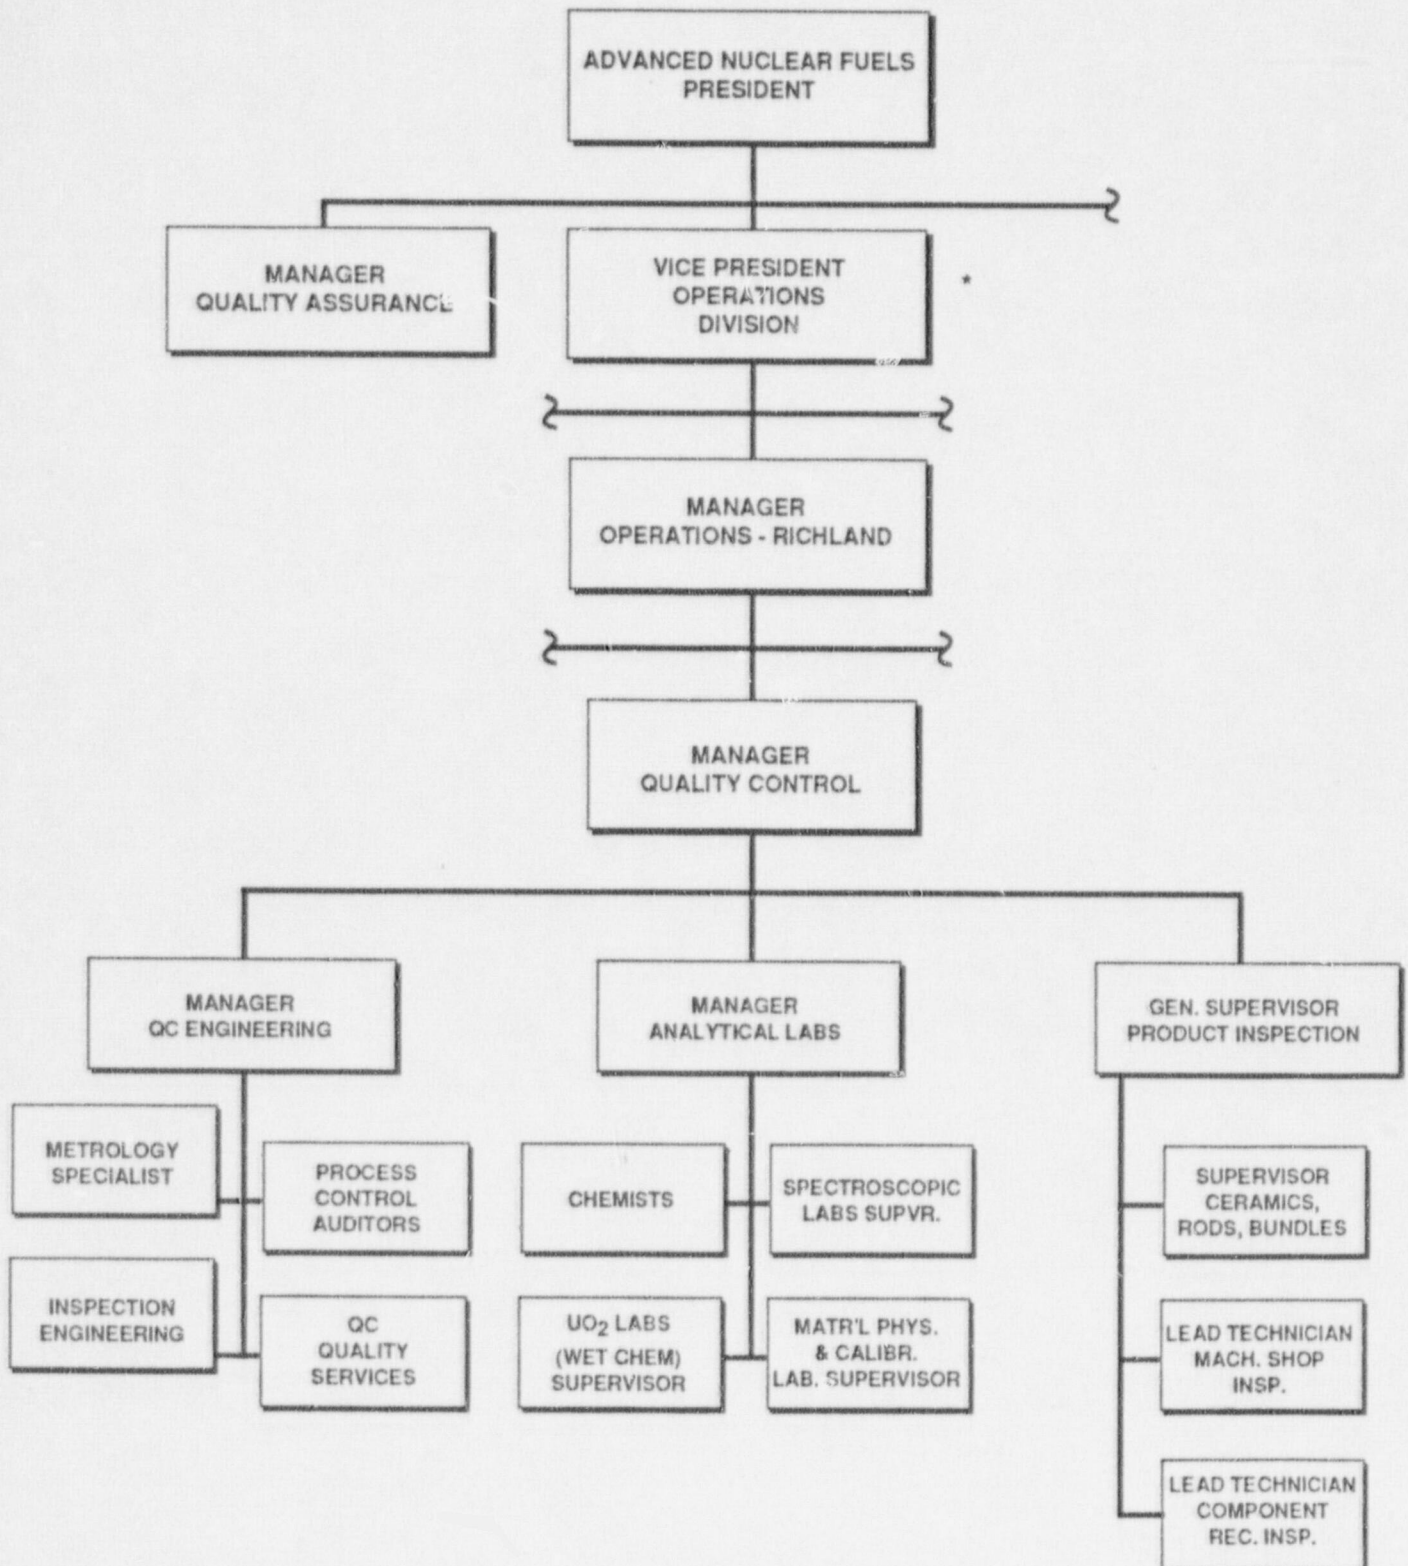 ADVANCED NUCLEAR FUELS
PRESIDENT
MANAGER
QUALITY ASSURANCE
VICE PRESIDENT
OPERATIONS
DIVISION
*
MANAGER
OPERATIONS - RICHLAND
MANAGER
QUALITY CONTROL
MANAGER
QC ENGINEERING
MANAGER
ANALYTICAL LABS
GEN. SUPERVISOR
PRODUCT INSPECTION
METROLOGY
SPECIALIST
PROCESS
CONTROL
AUDITORS
CHEMISTS
SPECTROSCOPIC
LABS SUPVR.
SUPERVISOR
CERAMICS,
RODS, BUNDLES
INSPECTION
ENGINEERING
QC
QUALITY
SERVICES
UO2 LABS
(WET CHEM)
SUPERVISOR
MATR'L PHYS.
& CALIBR.
LAB. SUPERVISOR
LEAD TECHNICIAN
MACH. SHOP
INSP.
LEAD TECHNICIAN
COMPONENT
REC. INSP.